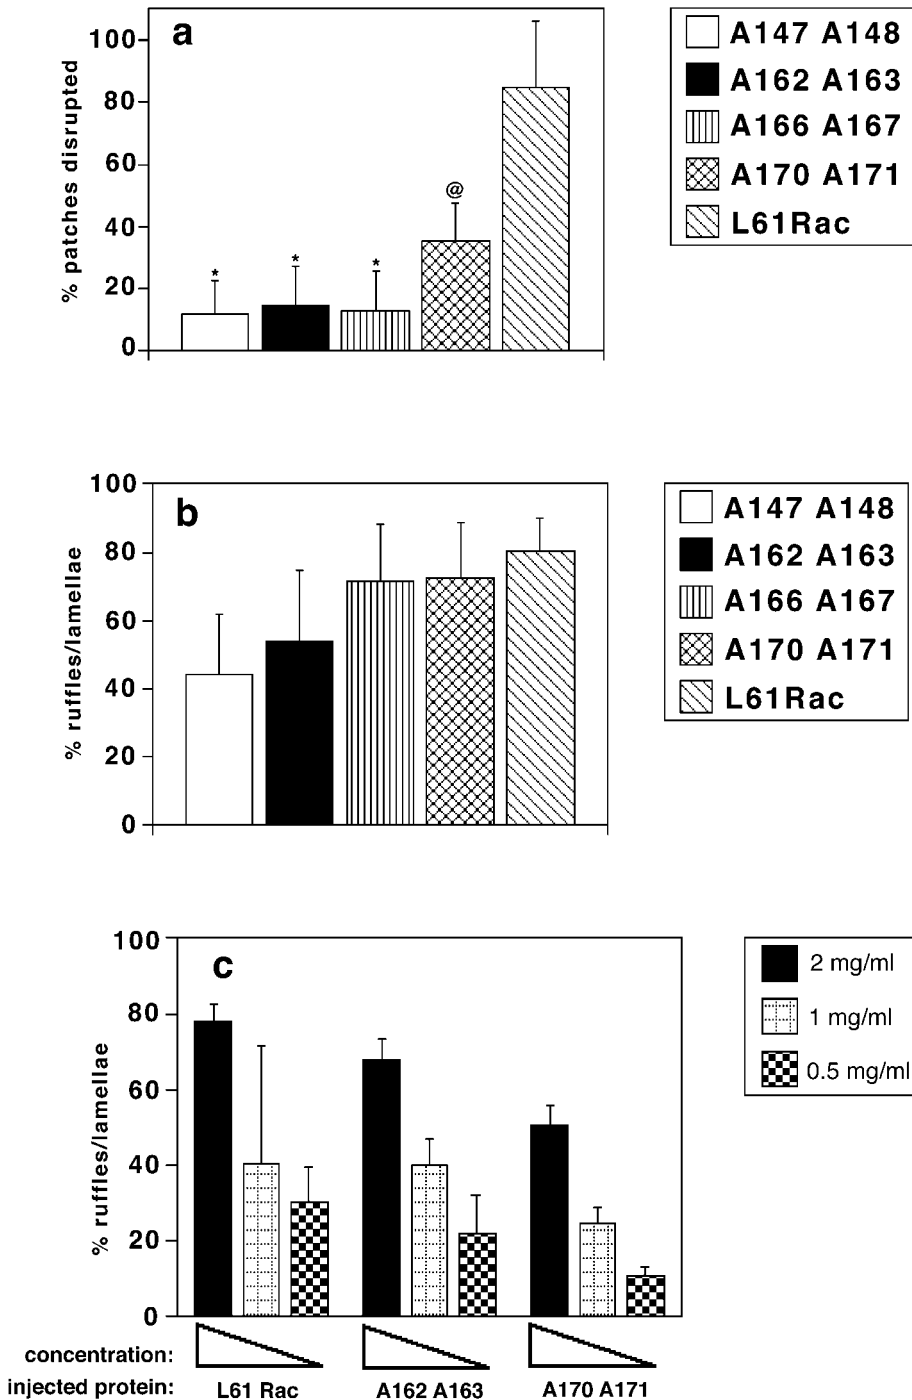 a
% patches disrupted
100
80
60
40
20
0
*
*
*
@
A147 A148
A162 A163
A166 A167
A170 A171
L61Rac
b
% ruffles/lamellae
100
80
60
40
20
0
A147 A148
A162 A163
A166 A167
A170 A171
L61Rac
c
% ruffles/lamellae
100
80
60
40
20
0
2 mg/ml
1 mg/ml
0.5 mg/ml
concentration:
injected protein: L61 Rac A162 A163 A170 A171